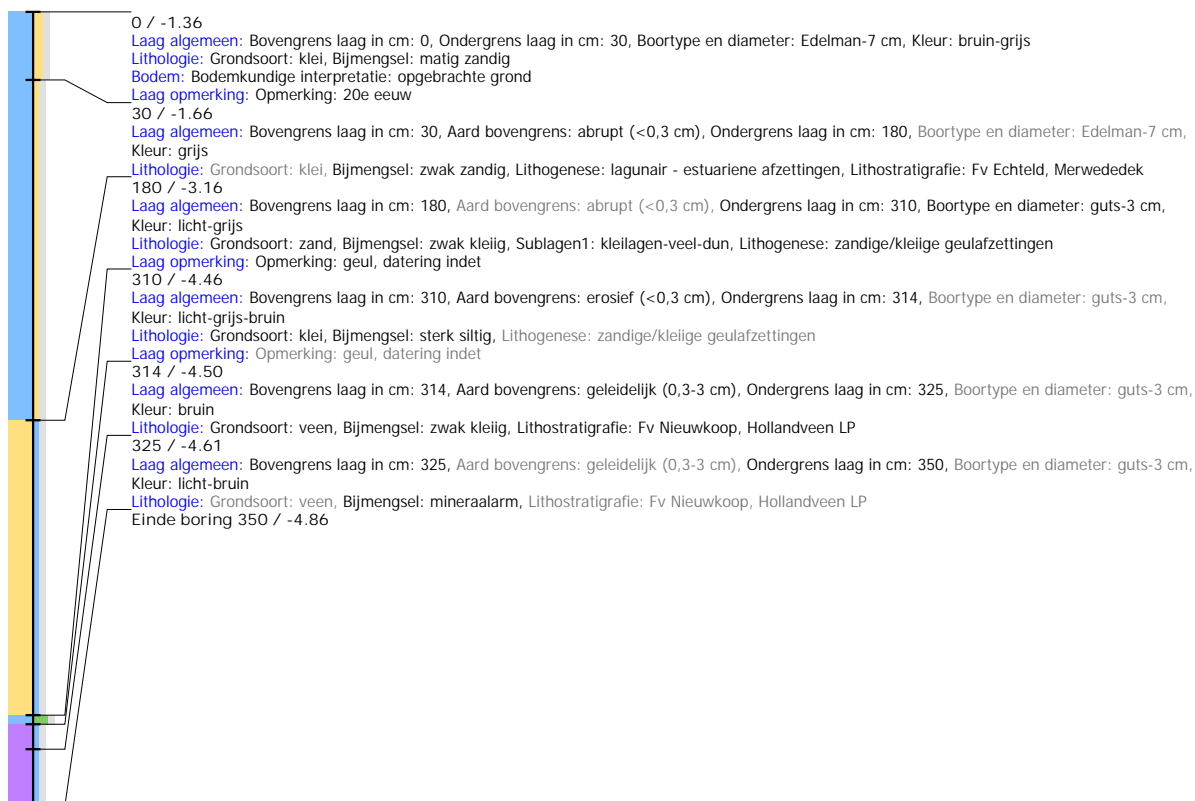 0 / -1.36
Laag algemeen: Bovengrens laag in cm: 0, Ondergrens laag in cm: 30, Boortype en diameter: Edelman-7 cm, Kleur: bruin-grijs
Lithologie: Grondsoort: klei, Bijmengsel: matig zandig
Bodem: Bodemkundige interpretatie: opgebrachte grond
Laag opmerking: Opmerking: 20e eeuw
30 / -1.66
Laag algemeen: Bovengrens laag in cm: 30, Aard bovengrens: abrupt (<0,3 cm), Ondergrens laag in cm: 180, Boortype en diameter: Edelman-7 cm,
Kleur: grijs
Lithologie: Grondsoort: klei, Bijmengsel: zwak zandig, Lithogenese: lagunair - estuariene afzettingen, Lithostratigrafie: Fv Echteld, Merwededek
180 / -3.16
Laag algemeen: Bovengrens laag in cm: 180, Aard bovengrens: abrupt (<0,3 cm), Ondergrens laag in cm: 310, Boortype en diameter: guts-3 cm,
Kleur: licht-grijs
Lithologie: Grondsoort: zand, Bijmengsel: zwak kleiig, Sublagen1: kleilagen-veel-dun, Lithogenese: zandige/kleiige geulafzettingen
Laag opmerking: Opmerking: geul, datering indet
310 / -4.46
Laag algemeen: Bovengrens laag in cm: 310, Aard bovengrens: erosief (<0,3 cm), Ondergrens laag in cm: 314, Boortype en diameter: guts-3 cm,
Kleur: licht-grijs-bruin
Lithologie: Grondsoort: klei, Bijmengsel: sterk siltig, Lithogenese: zandige/kleiige geulafzettingen
Laag opmerking: Opmerking: geul, datering indet
314 / -4.50
Laag algemeen: Bovengrens laag in cm: 314, Aard bovengrens: geleidelijk (0,3-3 cm), Ondergrens laag in cm: 325, Boortype en diameter: guts-3 cm,
Kleur: bruin
Lithologie: Grondsoort: veen, Bijmengsel: zwak kleiig, Lithostratigrafie: Fv Nieuwkoop, Hollandveen LP
325 / -4.61
Laag algemeen: Bovengrens laag in cm: 325, Aard bovengrens: geleidelijk (0,3-3 cm), Ondergrens laag in cm: 350, Boortype en diameter: guts-3 cm,
Kleur: licht-bruin
Lithologie: Grondsoort: veen, Bijmengsel: mineraalarm, Lithostratigrafie: Fv Nieuwkoop, Hollandveen LP
Einde boring 350 / -4.86